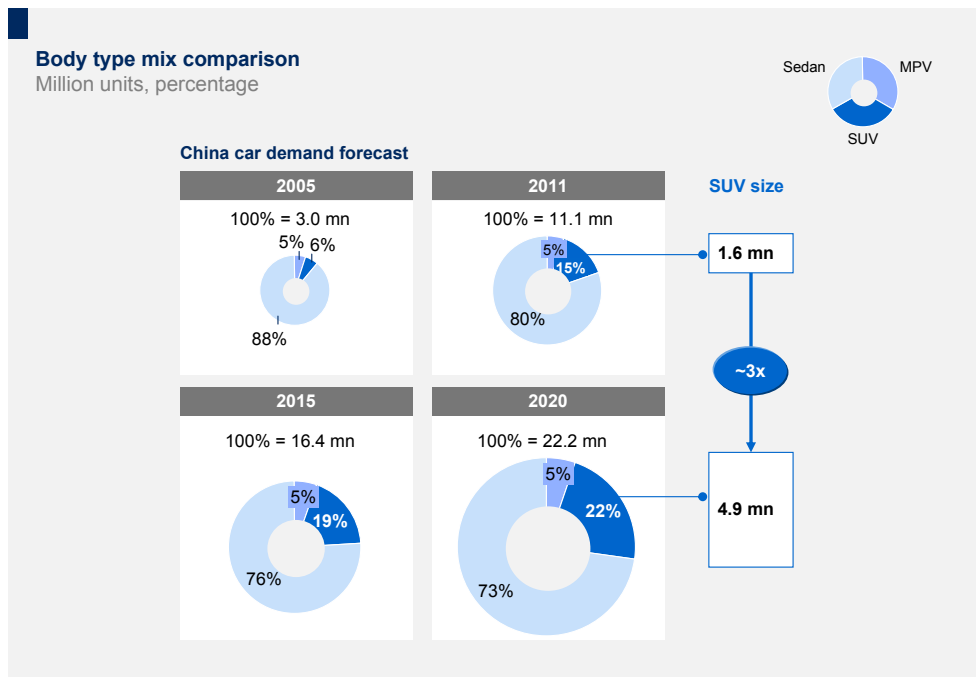 Body type mix comparison
Million units, percentage
Sedan
MPV
SUV
China car demand forecast
2005
100% = 3.0 mn
5%
6%
88%
2011
100% = 11.1 mn
5%
15%
80%
SUV size
1.6 mn
~3x
2015
100% = 16.4 mn
5%
19%
76%
2020
100% = 22.2 mn
5%
22%
73%
4.9 mn